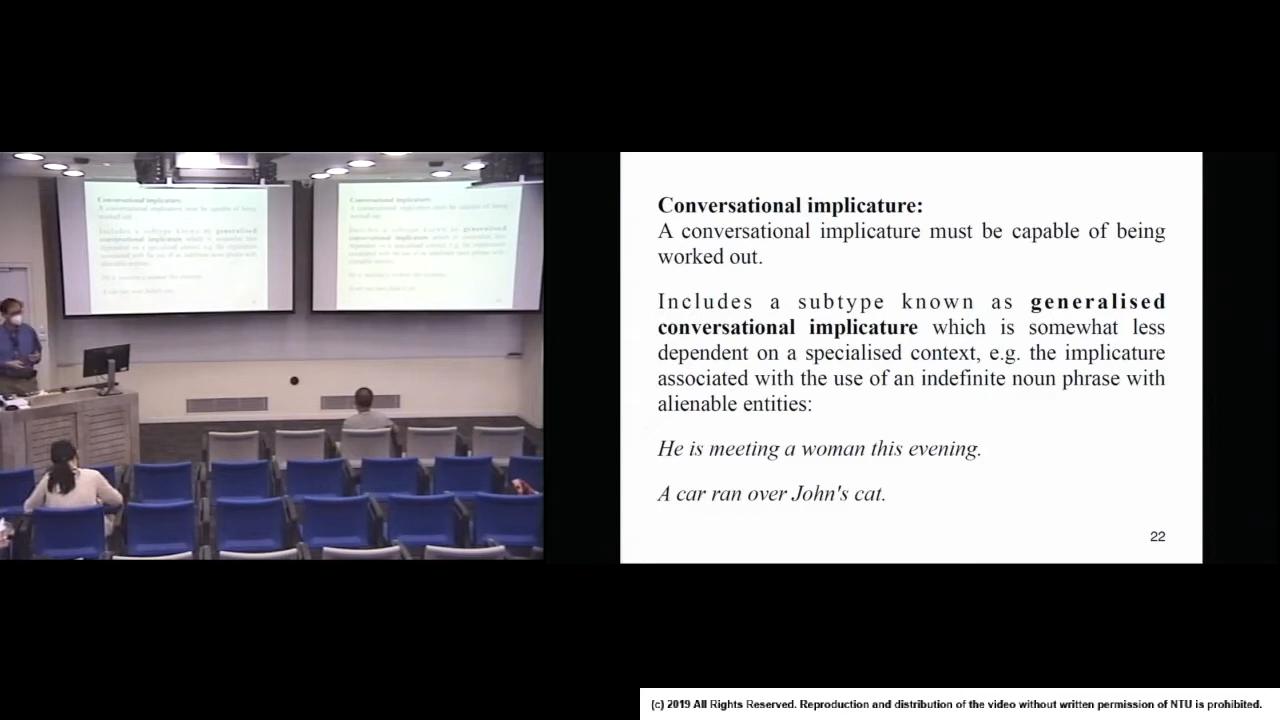 Conversational implicature:
A conversational implicature must be capable of being
worked out.
Includes a subtype known as generalised
conversational implicature which is somewhat less
dependent on a specialised context, e.g. the implicature
associated with the use of an indefinite noun phrase with
alienable entities:
He is meeting a woman this evening.
A car ran over John's cat.
22
(c) 2019 All Rights Reserved. Reproduction and distribution of the video without written permission of NTU is prohibited.